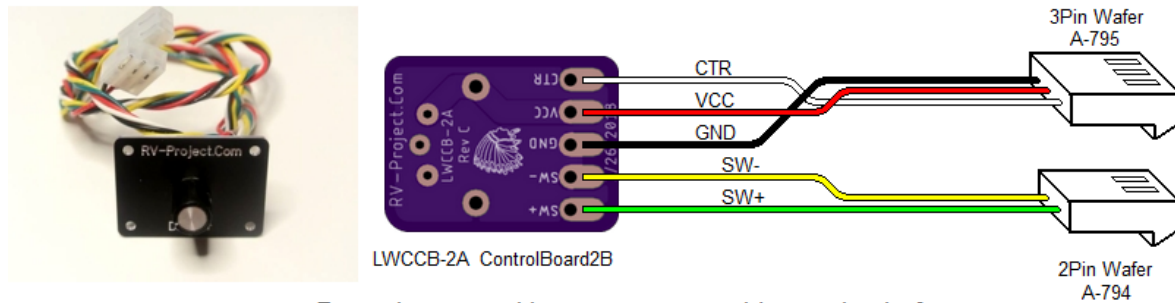 RV-Project.Com
RV-Project.Com
LWCCB-2A
Rev C
CTR
VCC
GND
SW-
SW+
CTR
VCC
GND
SW-
SW+
3Pin Wafer
A-795
2Pin Wafer
A-794
LWCCB-2A ControlBoard2B